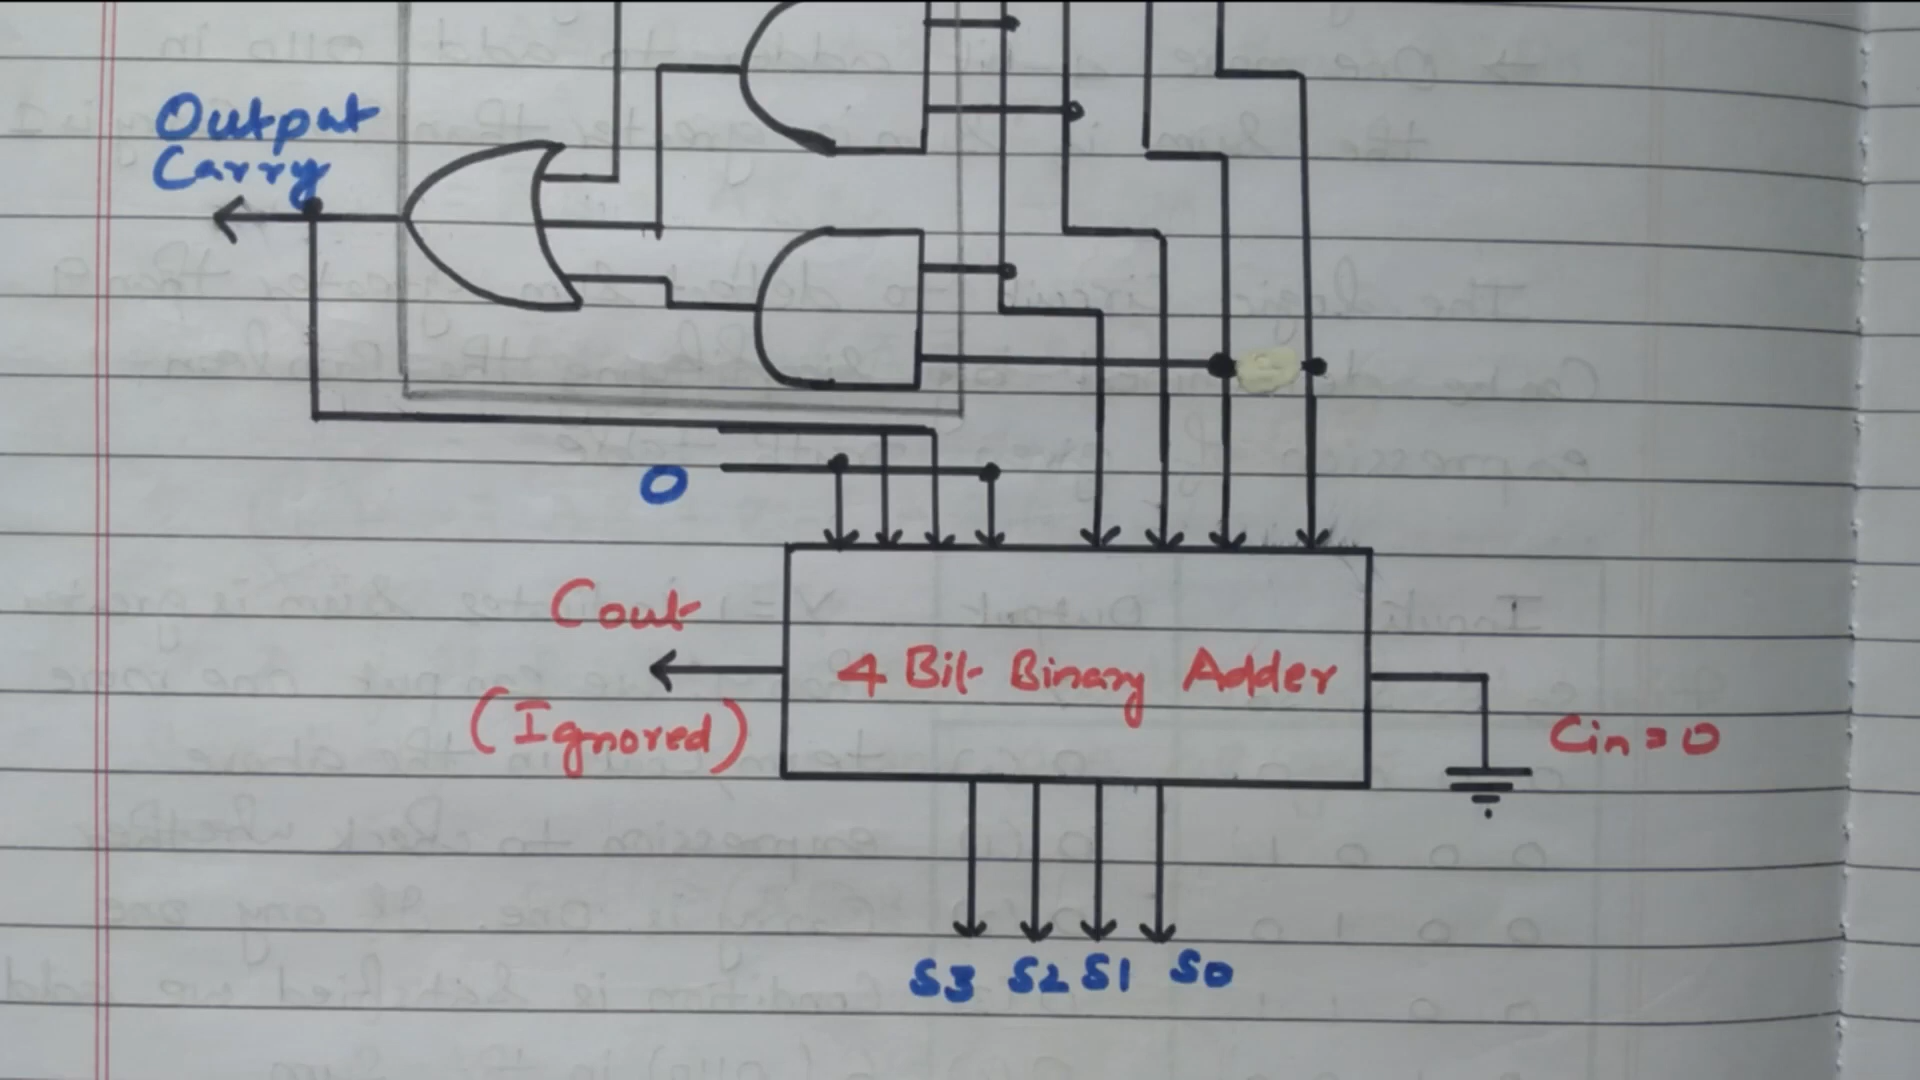 Output
Carry
0
Cout
(Ignored)
4 Bit Binary Adder
Cin = 0
S3 S2 S1 S0